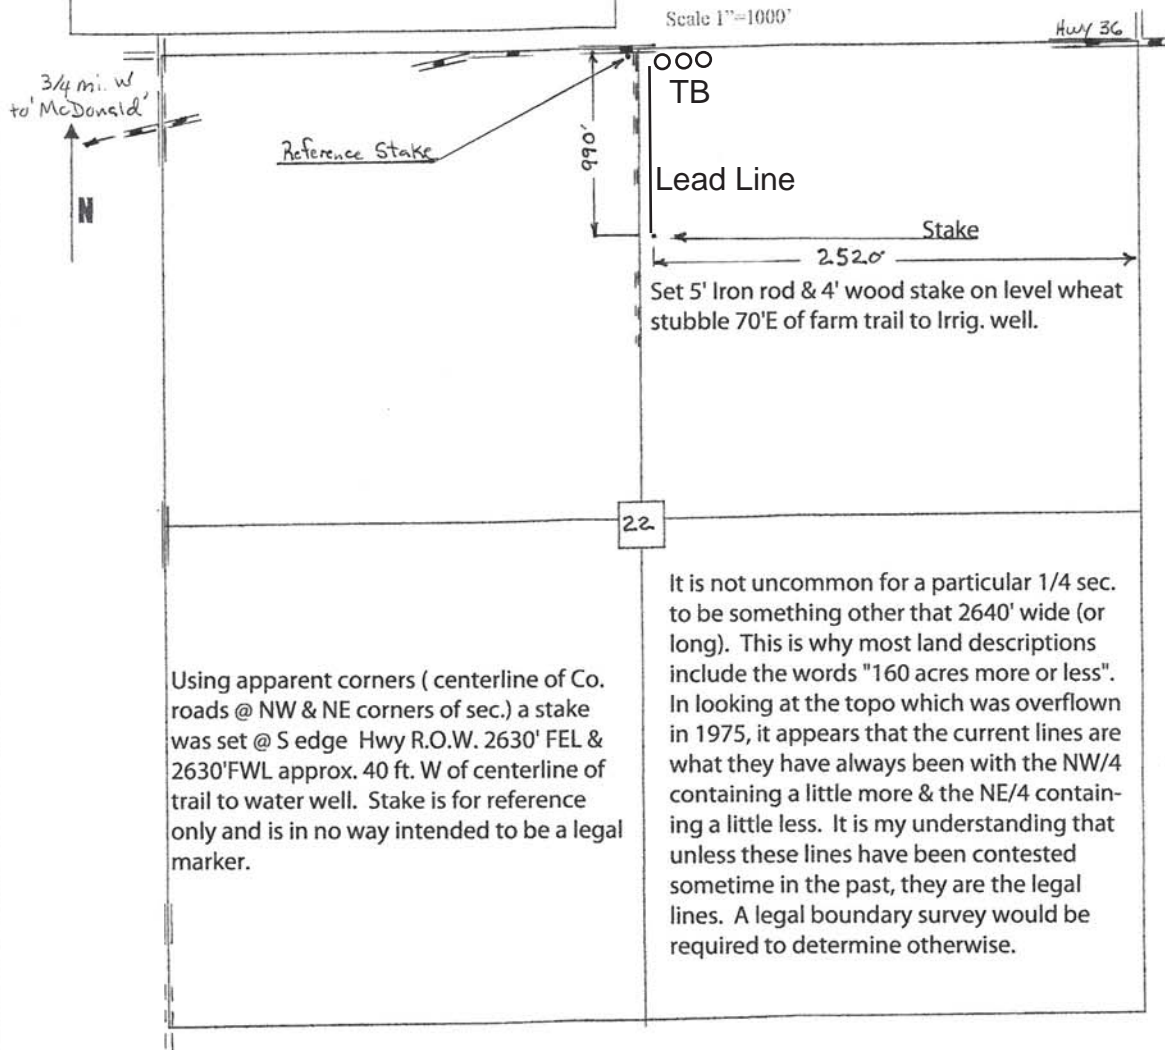 Scale 1"=1000'
Hwy 36
3/4 mi. W
to 'McDonald'
TB
Reference Stake
990'
Lead Line
N
Stake
2520'
Set 5' Iron rod & 4' wood stake on level wheat
stubble 70'E of farm trail to Irrig. well.
22
Using apparent corners ( centerline of Co.
roads @ NW & NE corners of sec.) a stake
was set @ S edge Hwy R.O.W. 2630' FEL &
2630'FWL approx. 40 ft. W of centerline of
trail to water well. Stake is for reference
only and is in no way intended to be a legal
marker.
It is not uncommon for a particular 1/4 sec.
to be something other that 2640' wide (or
long). This is why most land descriptions
include the words "160 acres more or less".
In looking at the topo which was overflown
in 1975, it appears that the current lines are
what they have always been with the NW/4
containing a little more & the NE/4 contain-
ing a little less. It is my understanding that
unless these lines have been contested
sometime in the past, they are the legal
lines. A legal boundary survey would be
required to determine otherwise.